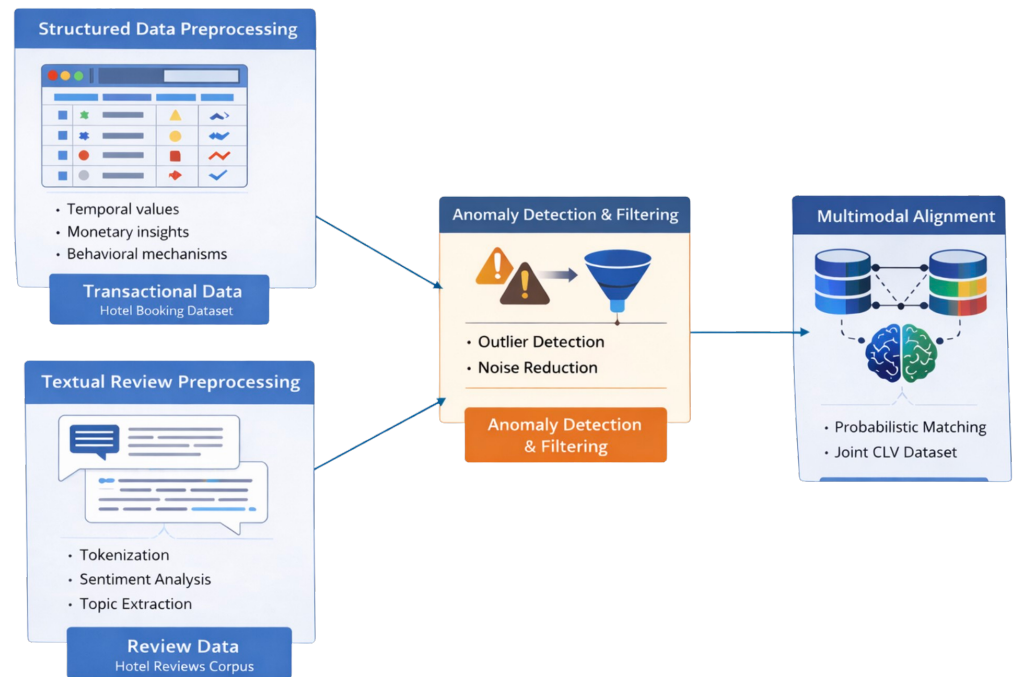 Structured Data Preprocessing
• Temporal values
• Monetary insights
• Behavioral mechanisms
Transactional Data
Hotel Booking Dataset
Textual Review Preprocessing
• Tokenization
• Sentiment Analysis
• Topic Extraction
Review Data
Hotel Reviews Corpus
Anomaly Detection & Filtering
• Outlier Detection
• Noise Reduction
Anomaly Detection
& Filtering
Multimodal Alignment
• Probabilistic Matching
• Joint CLV Dataset